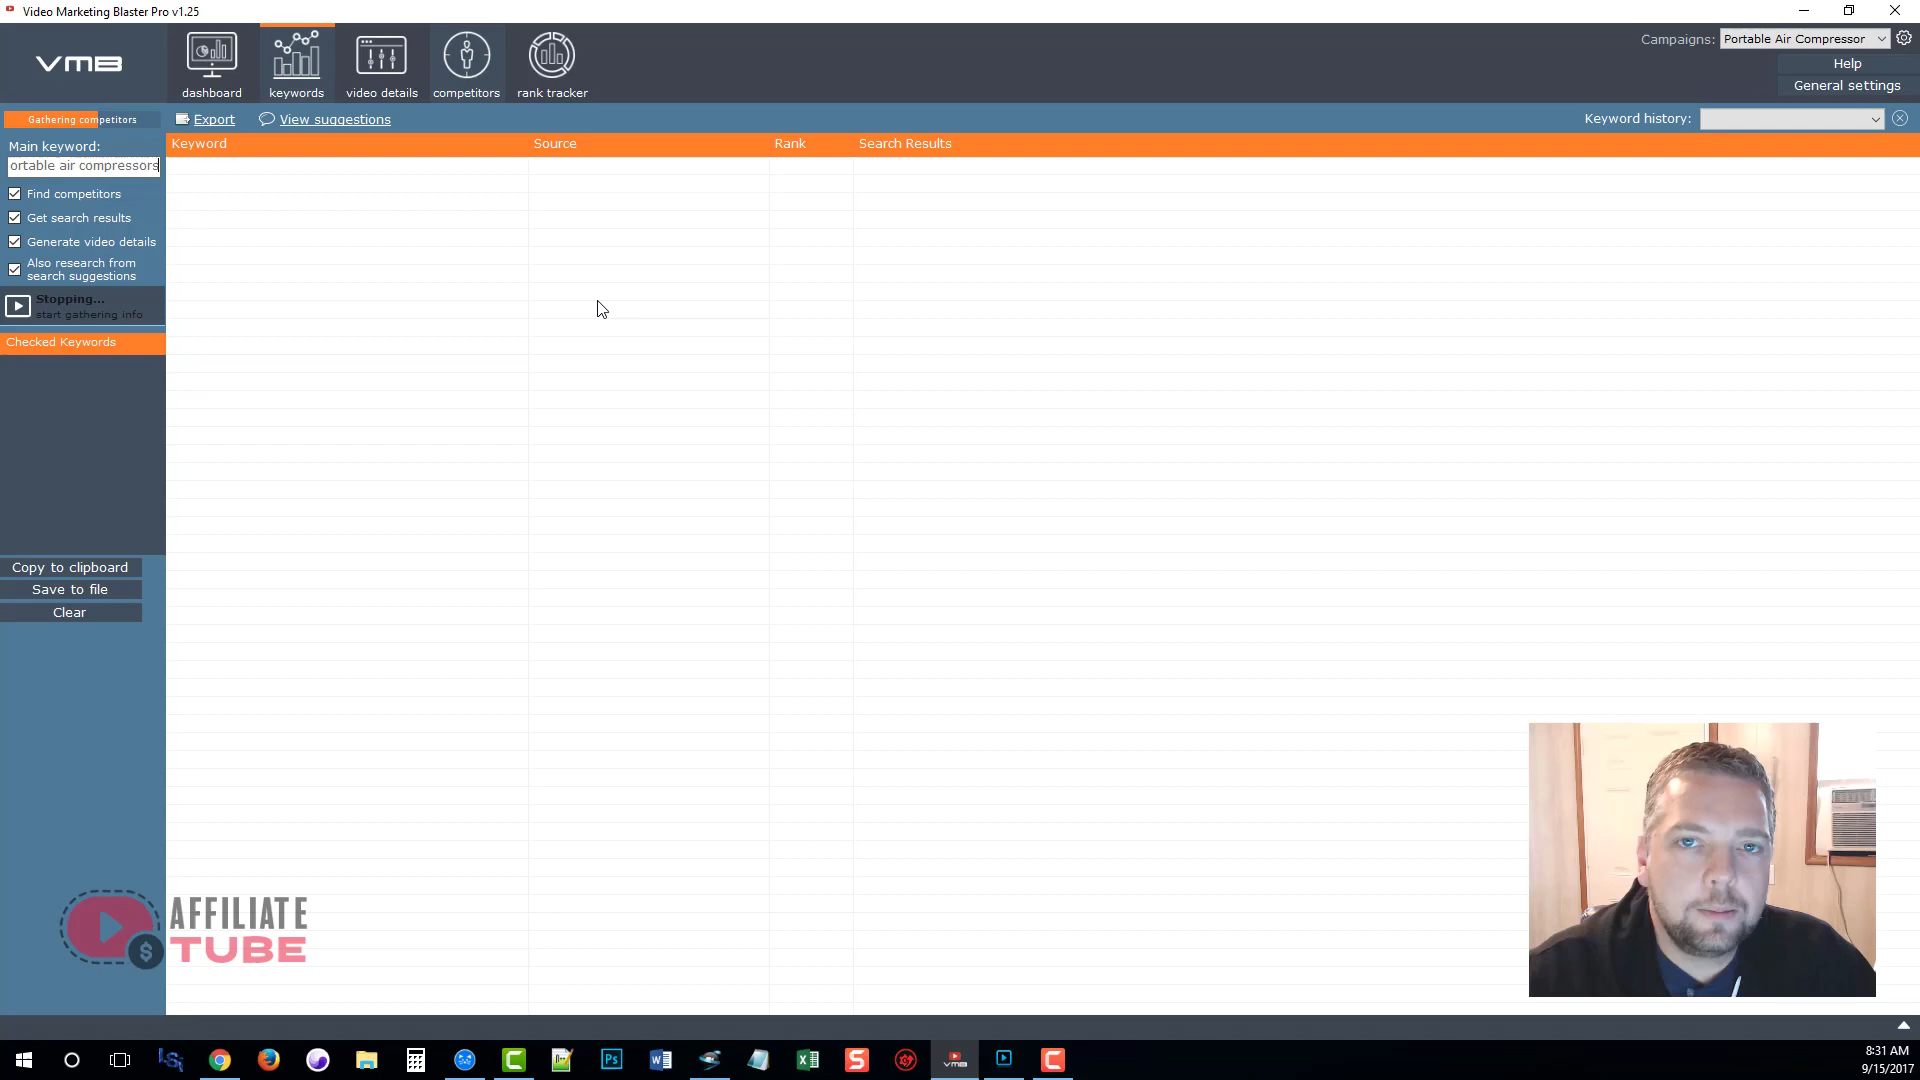 Video Marketing Blaster Pro v1.25
VMB
dashboard
keywords
video details
competitors
rank tracker
Campaigns:
Portable Air Compressor
Help
General settings
Gathering competitors
Export
View suggestions
Keyword history:
Main keyword:
ortable air compressors
Keyword
Source
Rank
Search Results
Find competitors
Get search results
Generate video details
Also research from
search suggestions
Stopping...
start gathering info
Checked Keywords
Copy to clipboard
Save to file
Clear
AFFILIATE
TUBE
$
8:31 AM
9/15/2017